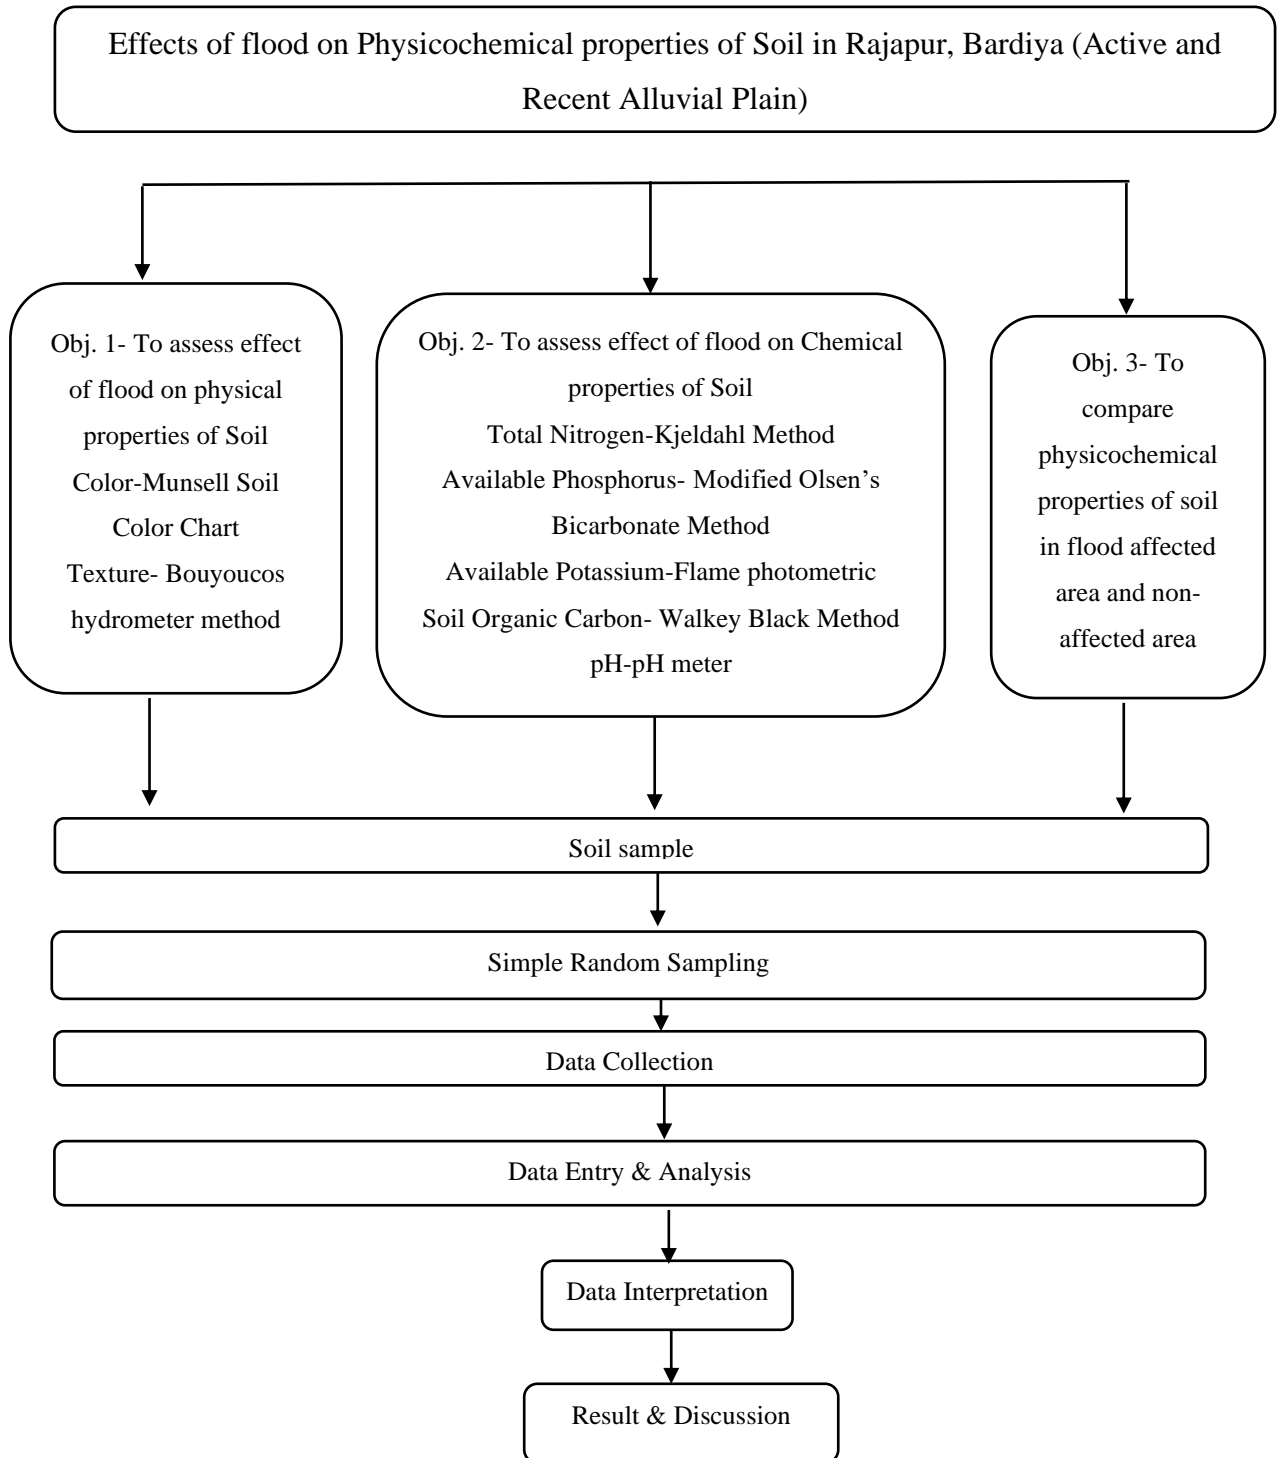 Effects of flood on Physicochemical properties of Soil in Rajapur, Bardiya (Active and
Recent Alluvial Plain)
Obj. 1- To assess effect
of flood on physical
properties of Soil
Color-Munsell Soil
Color Chart
Texture- Bouyoucos
hydrometer method
Obj. 2- To assess effect of flood on Chemical
properties of Soil
Total Nitrogen-Kjeldahl Method
Available Phosphorus- Modified Olsen’s
Bicarbonate Method
Available Potassium-Flame photometric
Soil Organic Carbon- Walkey Black Method
pH-pH meter
Obj. 3- To
compare
physicochemical
properties of soil
in flood affected
area and non-
affected area
Soil sample
Simple Random Sampling
Data Collection
Data Entry & Analysis
Data Interpretation
Result & Discussion